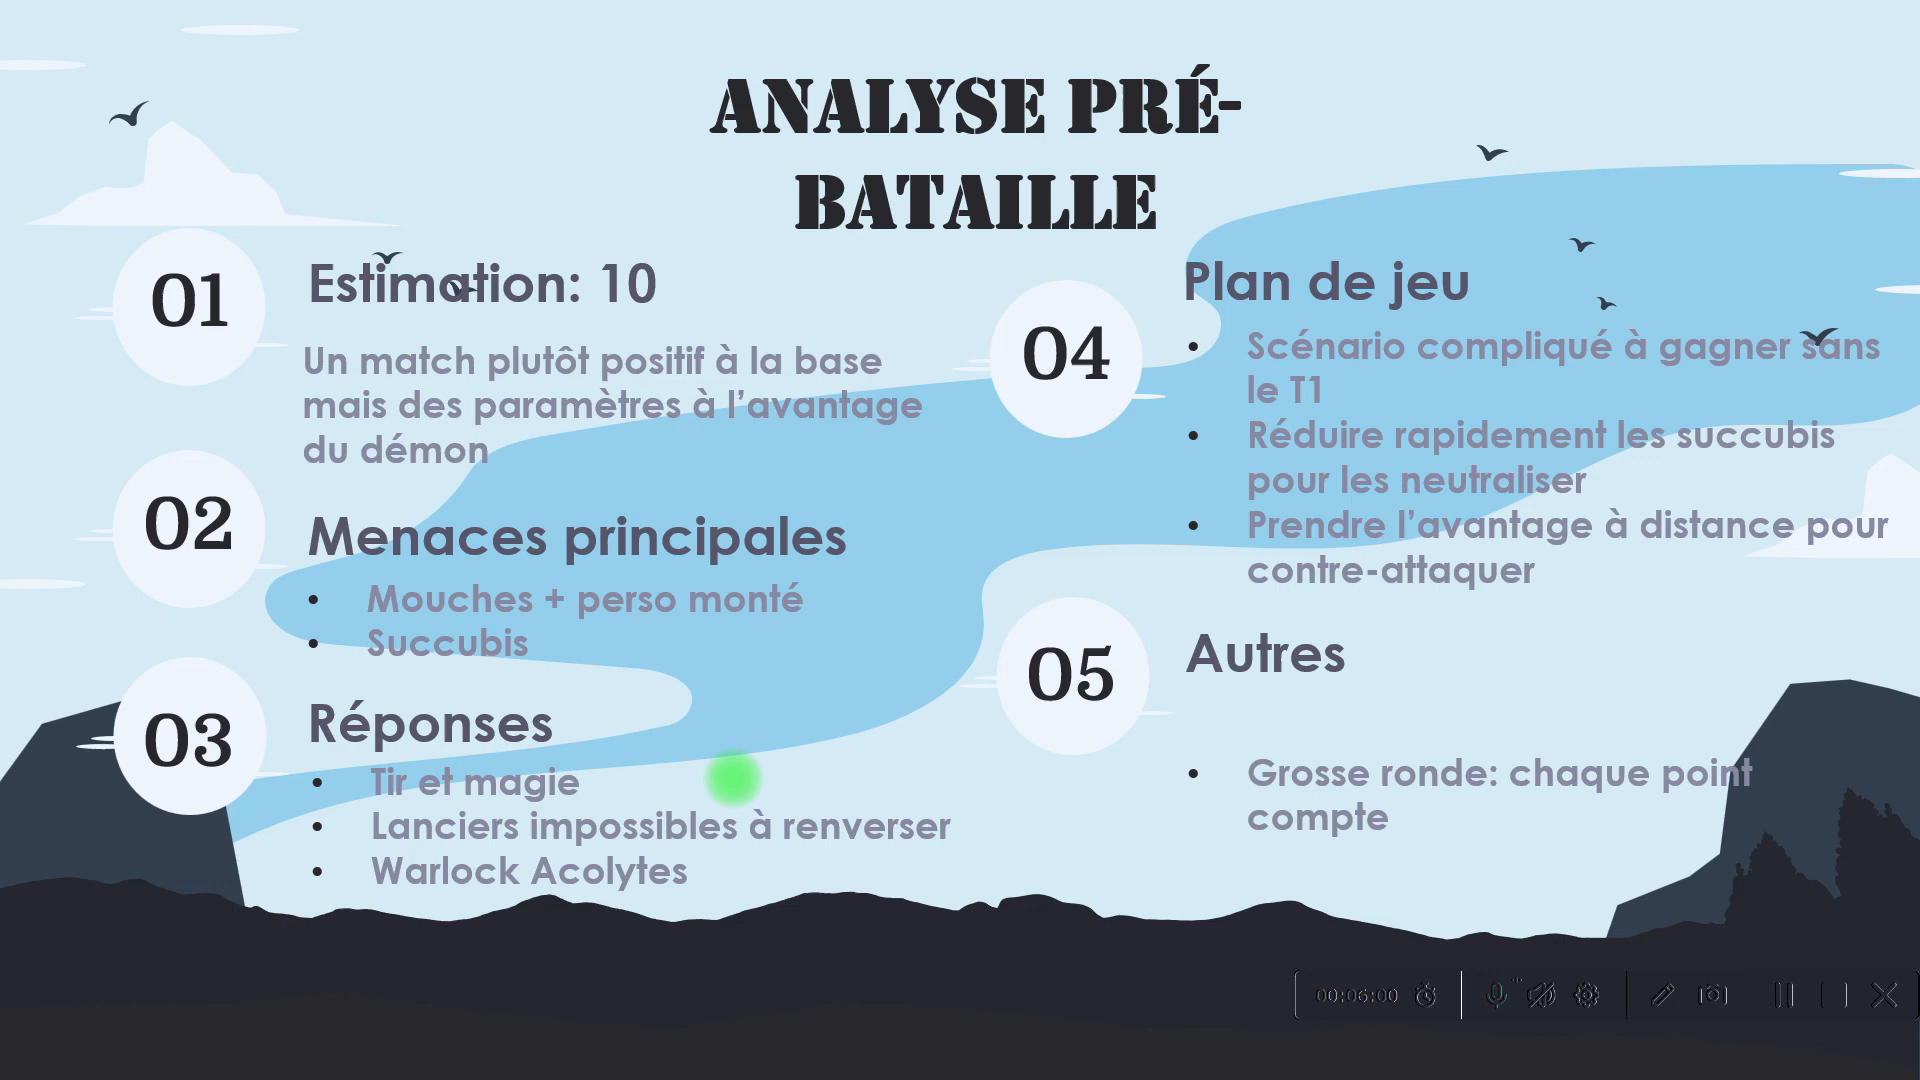 ANALYSE PRÉ-
BATAILLE
01
Estimation: 10
Un match plutôt positif à la base
mais des paramètres à l’avantage
du démon
02
Menaces principales
• Mouches + perso monté
• Succubis
03
Réponses
• Tir et magie
• Lanciers impossibles à renverser
• Warlock Acolytes
04
Plan de jeu
• Scénario compliqué à gagner sans
le T1
• Réduire rapidement les succubis
pour les neutraliser
• Prendre l’avantage à distance pour
contre-attaquer
05
Autres
• Grosse ronde: chaque point
compte
00:06:00